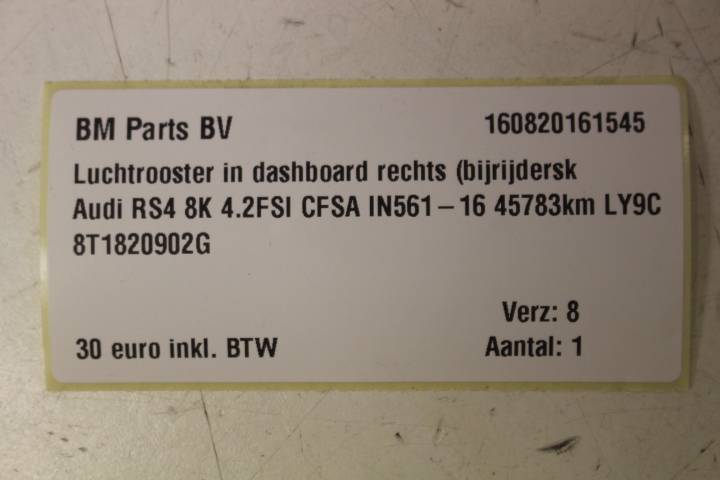 BM Parts BV 160820161545
Luchtrooster in dashboard rechts (bijrijdersk
Audi RS4 8K 4.2FSI CFSA IN561-16 45783km LY9C
8T1820902G
Verz: 8
30 euro inkl. BTW Aantal: 1